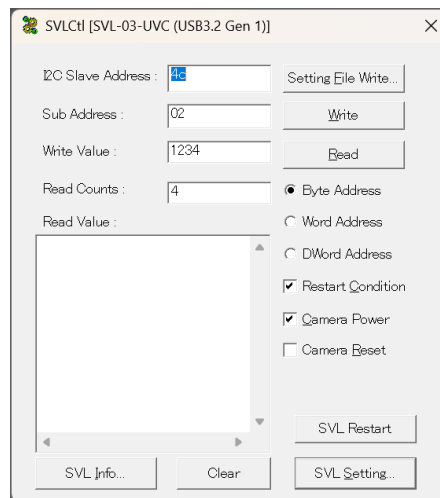 SVLCtl [SVL-03-UVC (USB3.2 Gen 1)]
I2C Slave Address :
4c
Setting File Write...
Sub Address :
02
Write
Write Value :
1234
Read
Read Counts :
4
Byte Address
Read Value :
Word Address
DWord Address
Restart Condition
Camera Power
Camera Reset
SVL Restart
SVL Info...
Clear
SVL Setting...